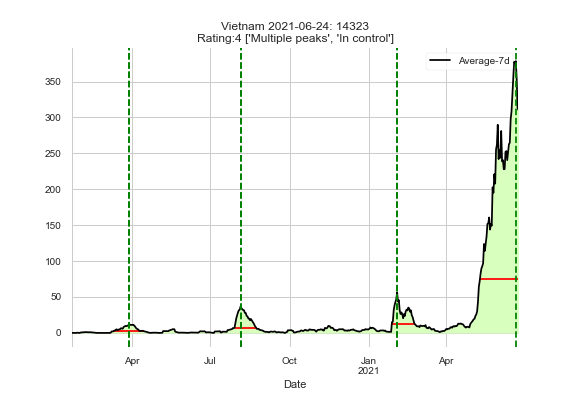 Vietnam 2021-06-24: 14323
Rating:4 ['Multiple peaks', 'In control']
Average-7d
350
300
250
200
150
100
50
0
Apr
Jul
Oct
Jan
2021
Apr
Date